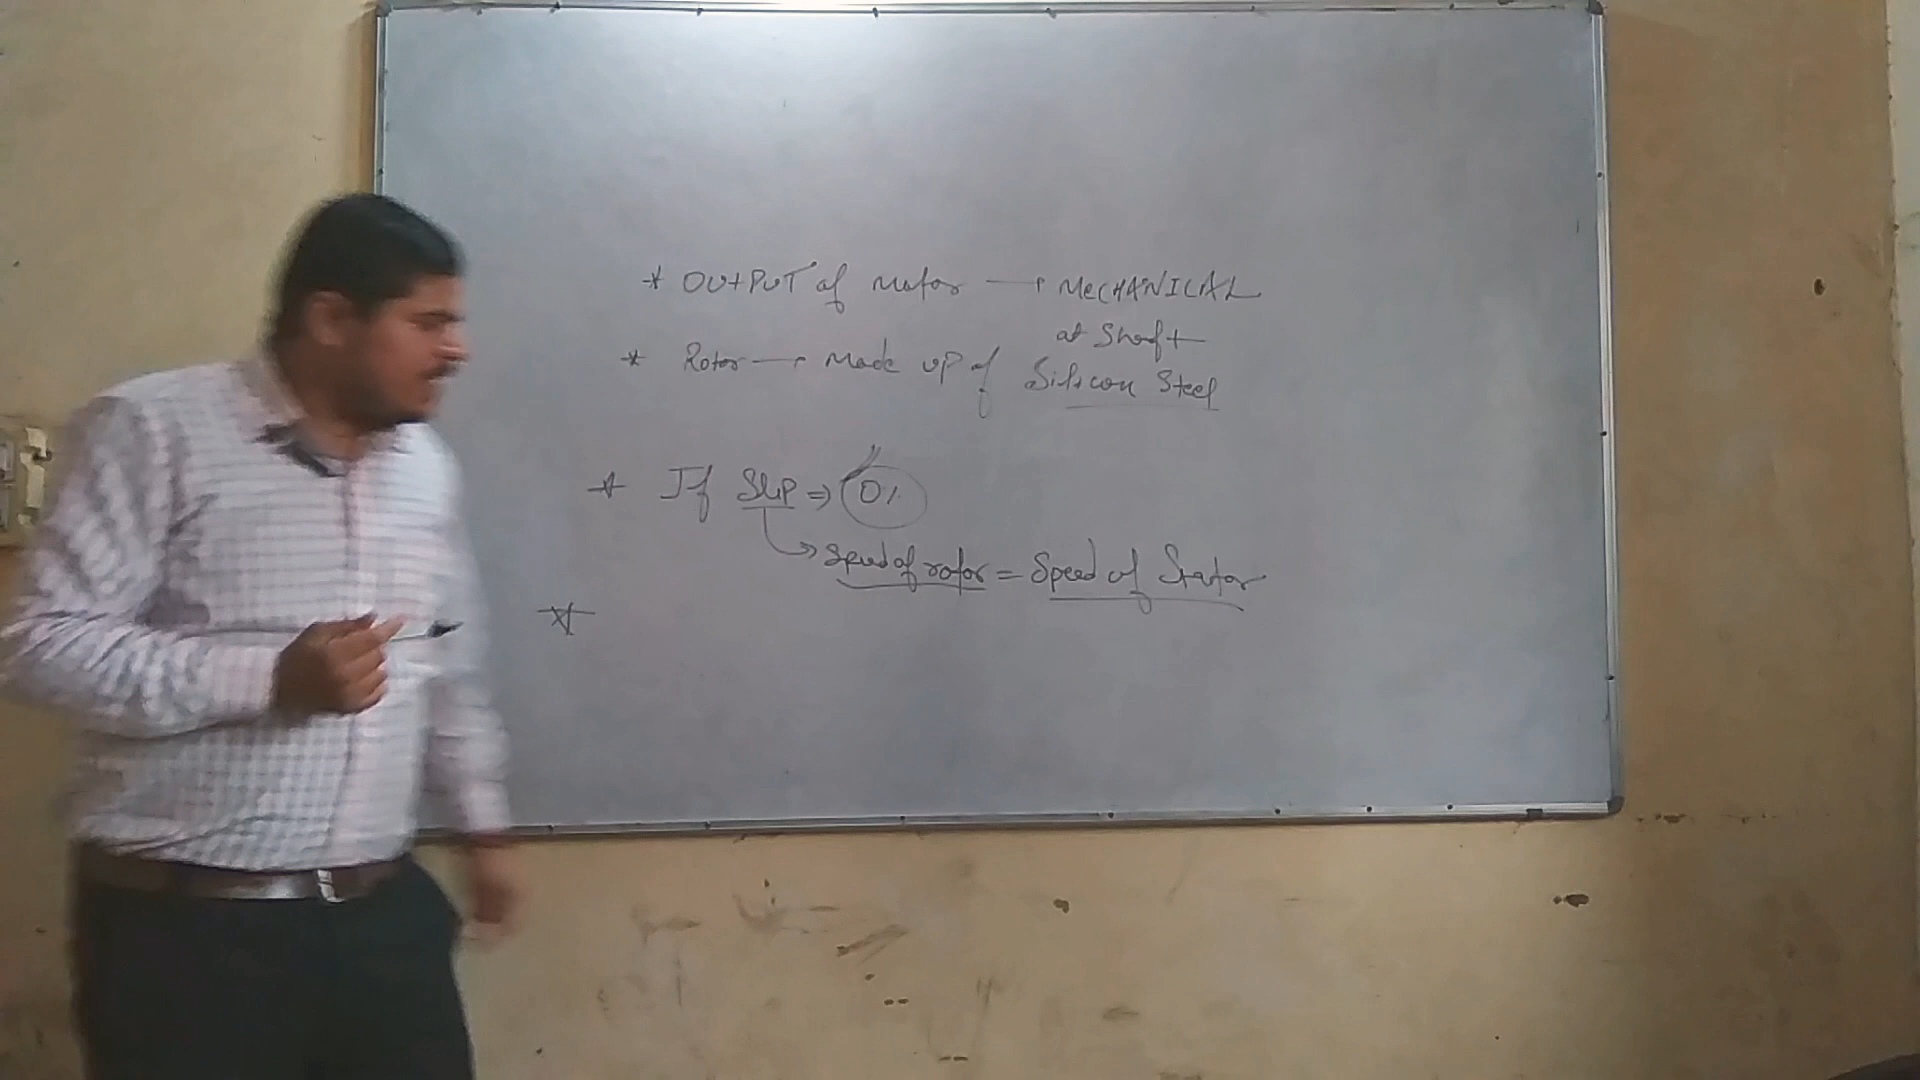 * OUTPUT of motor → MECHANICAL
at Shaft
* Rotor → Made up of Silicon Steel
* If Slip ⇒ 0%
↳ Speed of rotor = Speed of Stator
*